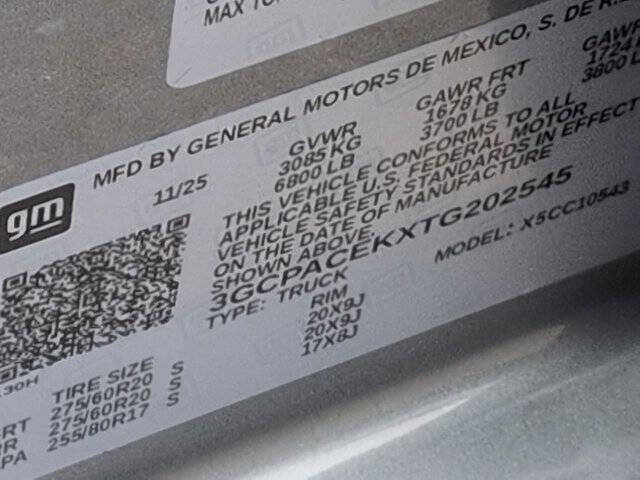 MAX
MFD BY GENERAL MOTORS DE MEXICO, S. DE R.L
gm
11/25
GVWR
3085 KG
6800 LB
GAWR FRT
1678 KG
3700 LB
GAWR
1724
3800 L
THIS VEHICLE CONFORMS TO ALL
APPLICABLE U.S. FEDERAL MOTOR
VEHICLE SAFETY STANDARDS IN EFFECT
ON THE DATE OF MANUFACTURE
SHOWN ABOVE.
3GCPACEKXTG202545
TYPE: TRUCK
MODEL: X5CC10543
130H
TIRE SIZE
RIM
RT 275/60R20 S 20X9J
R 275/60R20 S 20X9J
PA 255/80R17 S 17X8J